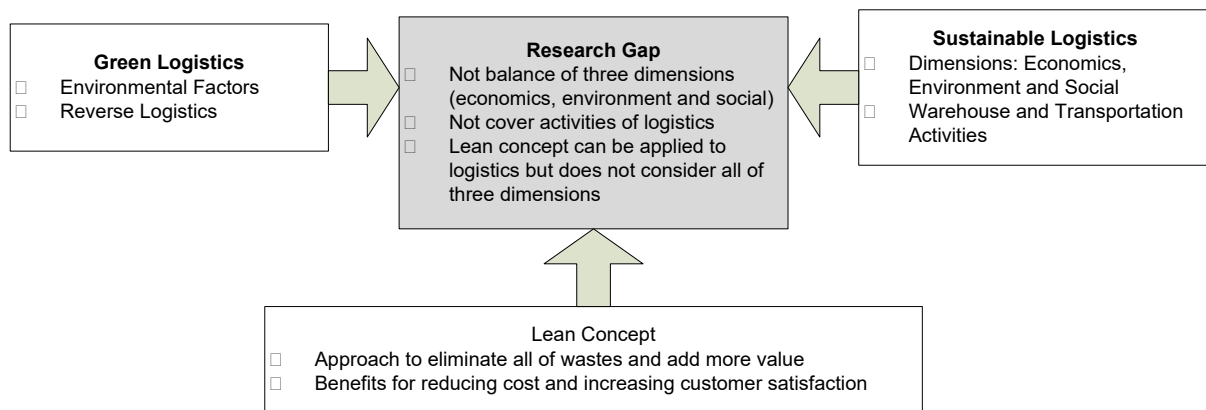 Green Logistics
Environmental Factors
Reverse Logistics
Research Gap
Not balance of three dimensions
(economics, environment and social)
Not cover activities of logistics
Lean concept can be applied to
logistics but does not consider all of
three dimensions
Sustainable Logistics
Dimensions: Economics,
Environment and Social
Warehouse and Transportation
Activities
Lean Concept
Approach to eliminate all of wastes and add more value
Benefits for reducing cost and increasing customer satisfaction